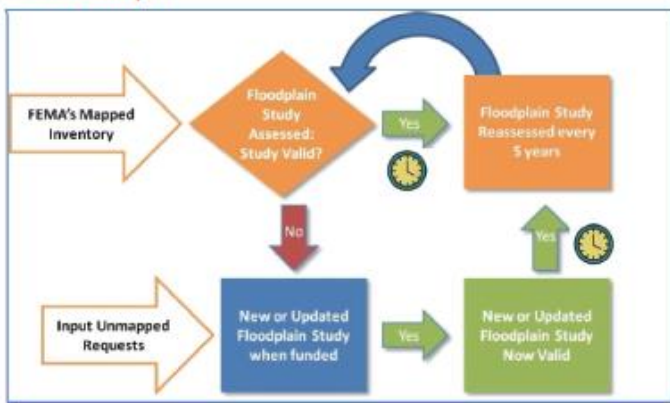 FEMA's Mapped
Inventory
Floodplain
Study
Assessed:
Study Valid?
Yes
Floodplain Study
Reassessed every
5 years
No
Yes
Input Unmapped
Requests
New or Updated
Floodplain Study
when funded
Yes
New or Updated
Floodplain Study
Now Valid